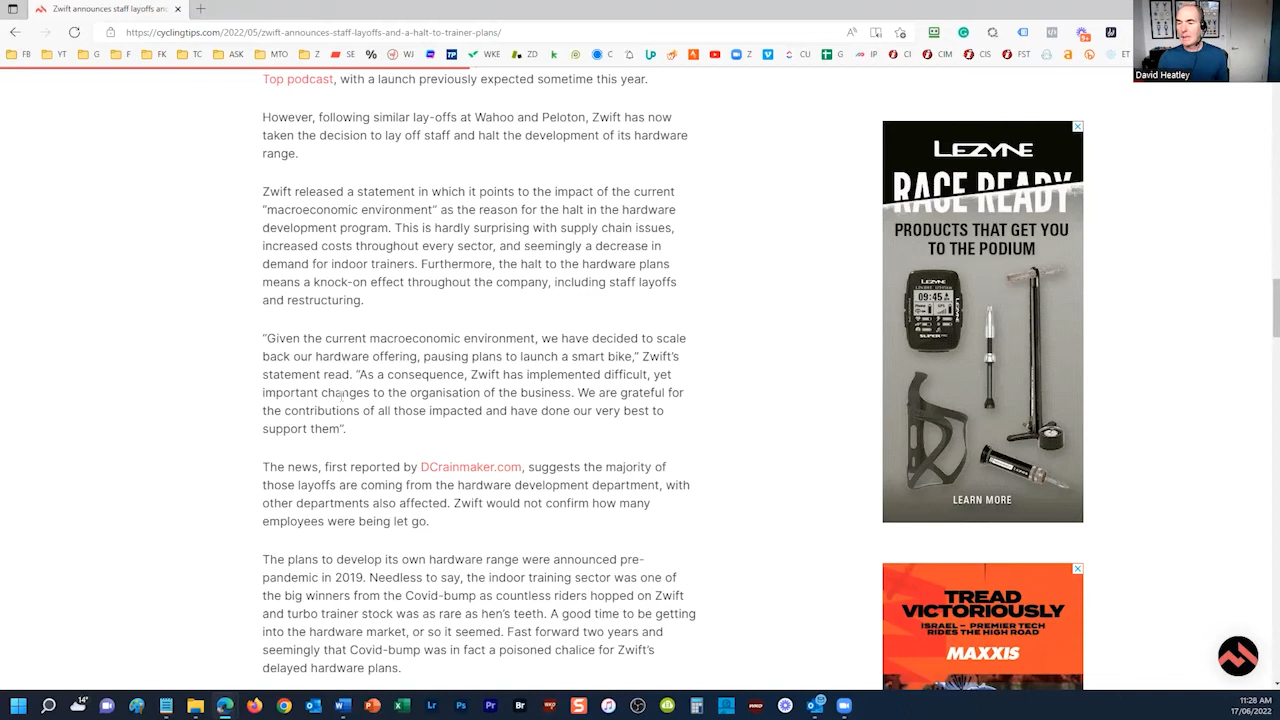 Zwift announces staff layoffs and
https://cyclingtips.com/2022/05/zwift-announces-staff-layoffs-and-a-halt-to-trainer-plans/
FB YT G F FK TC ASK MTO Z SE % WKE ZD k C P Z CU G IP CI CIM CIS FST a ET
David Heatley
Top podcast, with a launch previously expected sometime this year.
However, following similar lay-offs at Wahoo and Peloton, Zwift has now
taken the decision to lay off staff and halt the development of its hardware
range.
Zwift released a statement in which it points to the impact of the current
“macroeconomic environment” as the reason for the halt in the hardware
development program. This is hardly surprising with supply chain issues,
increased costs throughout every sector, and seemingly a decrease in
demand for indoor trainers. Furthermore, the halt to the hardware plans
means a knock-on effect throughout the company, including staff layoffs
and restructuring.
“Given the current macroeconomic environment, we have decided to scale
back our hardware offering, pausing plans to launch a smart bike,” Zwift’s
statement read. “As a consequence, Zwift has implemented difficult, yet
important changes to the organisation of the business. We are grateful for
the contributions of all those impacted and have done our very best to
support them”.
The news, first reported by DCrainmaker.com, suggests the majority of
those layoffs are coming from the hardware development department, with
other departments also affected. Zwift would not confirm how many
employees were being let go.
The plans to develop its own hardware range were announced pre-
pandemic in 2019. Needless to say, the indoor training sector was one of
the big winners from the Covid-bump as countless riders hopped on Zwift
and turbo trainer stock was as rare as hen’s teeth. A good time to be getting
into the hardware market, or so it seemed. Fast forward two years and
seemingly that Covid-bump was in fact a poisoned chalice for Zwift’s
delayed hardware plans.
LEZYNE
RACE READY
PRODUCTS THAT GET YOU
TO THE PODIUM
LEZYNE
09:45
SUPER
LEARN MORE
TREAD
VICTORIOUSLY
ISRAEL – PREMIER TECH
RIDES THE HIGH ROAD
MAXXIS
14°
Lr Ps Pr Br
11:28 AM
17/06/2022